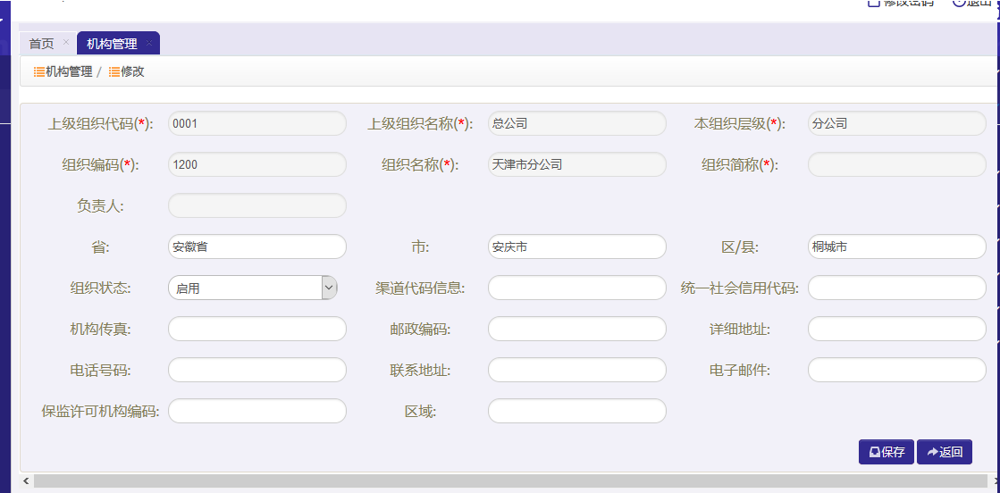 修改密码 退出
首页 × 机构管理 ×
机构管理 / 修改
上级组织代码(*): 0001 上级组织名称(*): 总公司 本组织层级(*): 分公司
组织编码(*): 1200 组织名称(*): 天津市分公司 组织简称(*):
负责人:
省: 安徽省 市: 安庆市 区/县: 桐城市
组织状态: 启用 渠道代码信息: 统一社会信用代码:
机构传真: 邮政编码: 详细地址:
电话号码: 联系地址: 电子邮件:
保监许可机构编码: 区域:
保存 返回